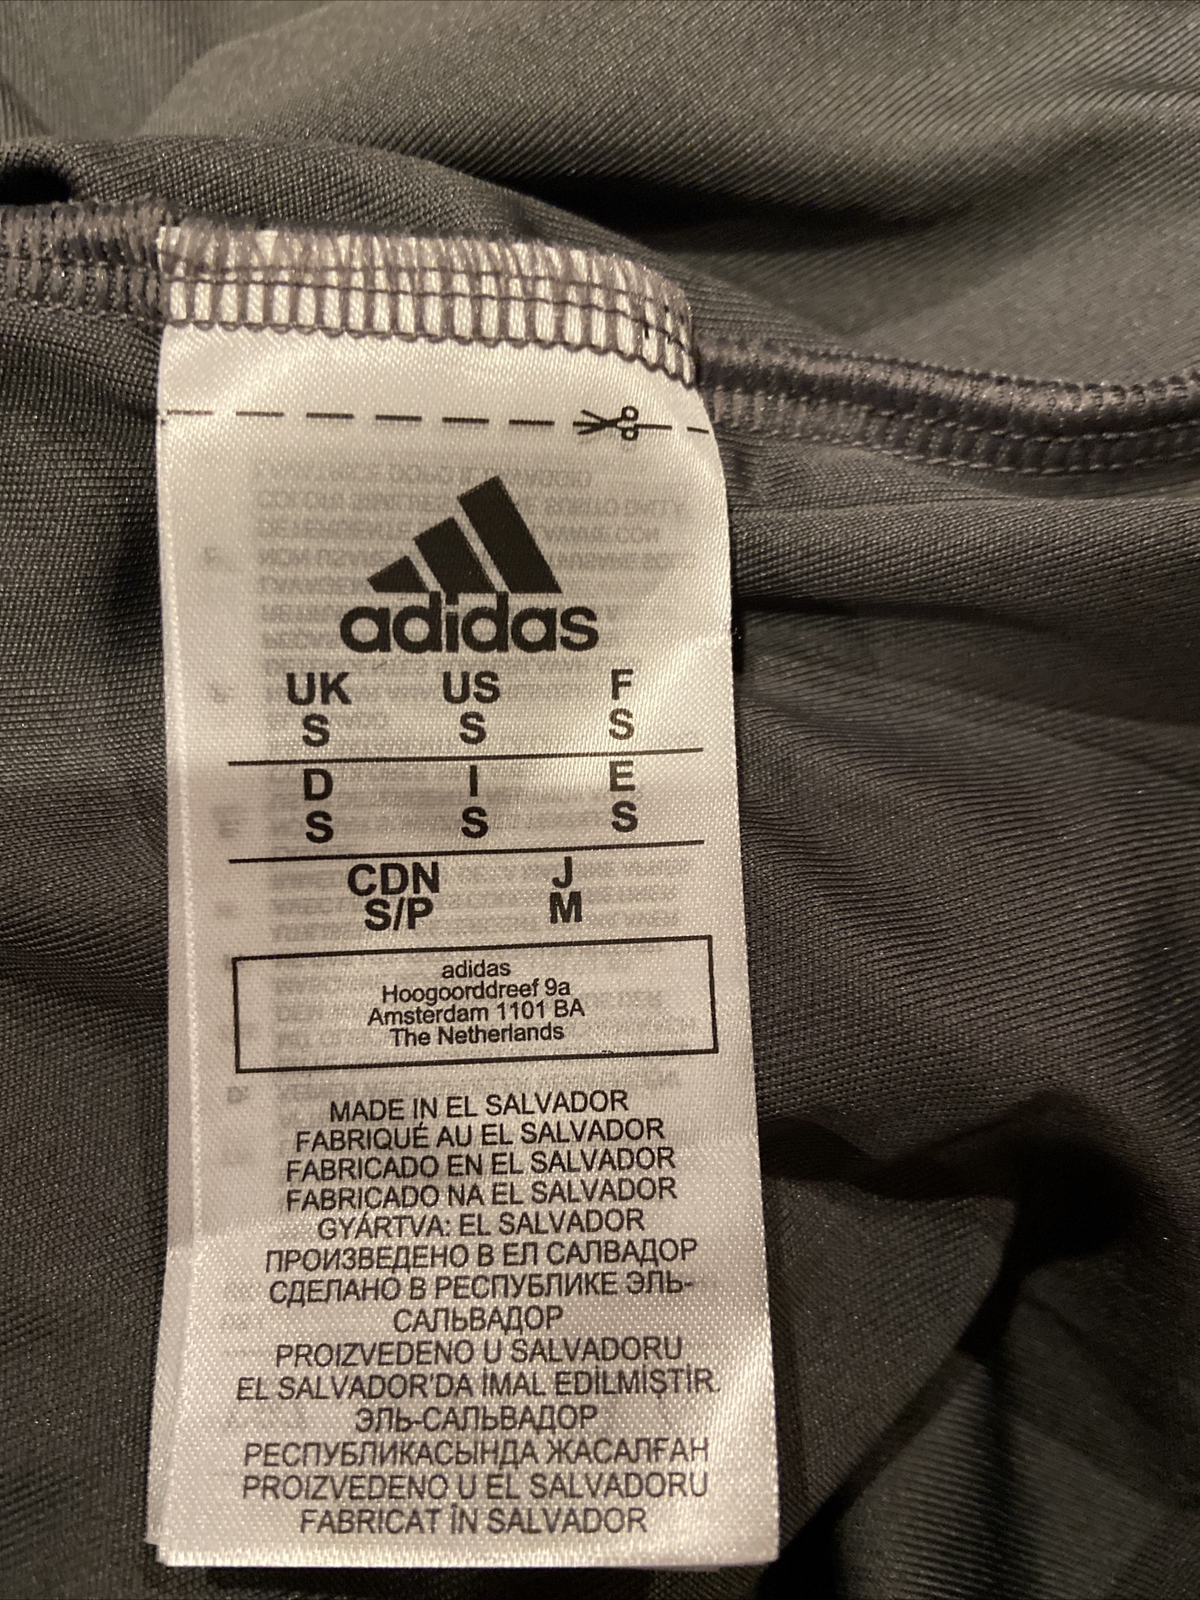 adidas
UK US F
S S S
D I E
S S S
CDN J
S/P M
adidas
Hoogoorddreef 9a
Amsterdam 1101 BA
The Netherlands
MADE IN EL SALVADOR
FABRIQUÉ AU EL SALVADOR
FABRICADO EN EL SALVADOR
FABRICADO NA EL SALVADOR
GYÁRTVA: EL SALVADOR
ПРОИЗВЕДЕНО В ЕЛ САЛВАДОР
СДЕЛАНО В РЕСПУБЛИКЕ ЭЛЬ-
САЛЬВАДОР
PROIZVEDENO U SALVADORU
EL SALVADOR'DA İMAL EDİLMİŞTİR.
ЭЛЬ-САЛЬВАДОР
РЕСПУБЛИКАСЫНДА ЖАСАЛҒАН
PROIZVEDENO U EL SALVADORU
FABRICAT ÎN SALVADOR